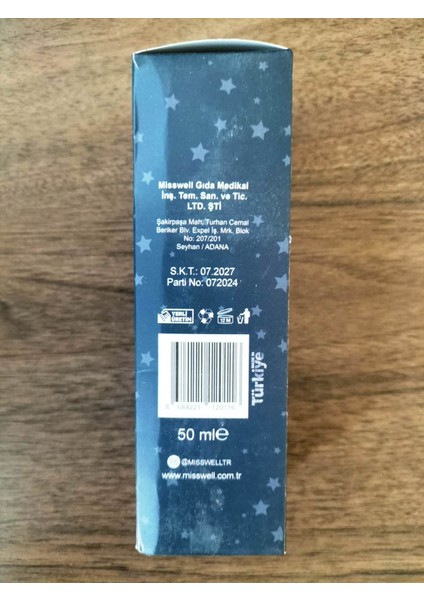 Misswell Gıda Medikal
İnş. Tem. San. ve Tic.
LTD. ŞTİ
Şakirpaşa Mah. Turhan Cemal
Beriker Blv. Expel İş. Mrk. Blok
No: 207/201
Seyhan / ADANA
S.K.T.: 07.2027
Parti No: 072024
YERLİ
ÜRETİM
12 M
Türkiye
50 ml℮
@MISSWELLTR
www.misswell.com.tr